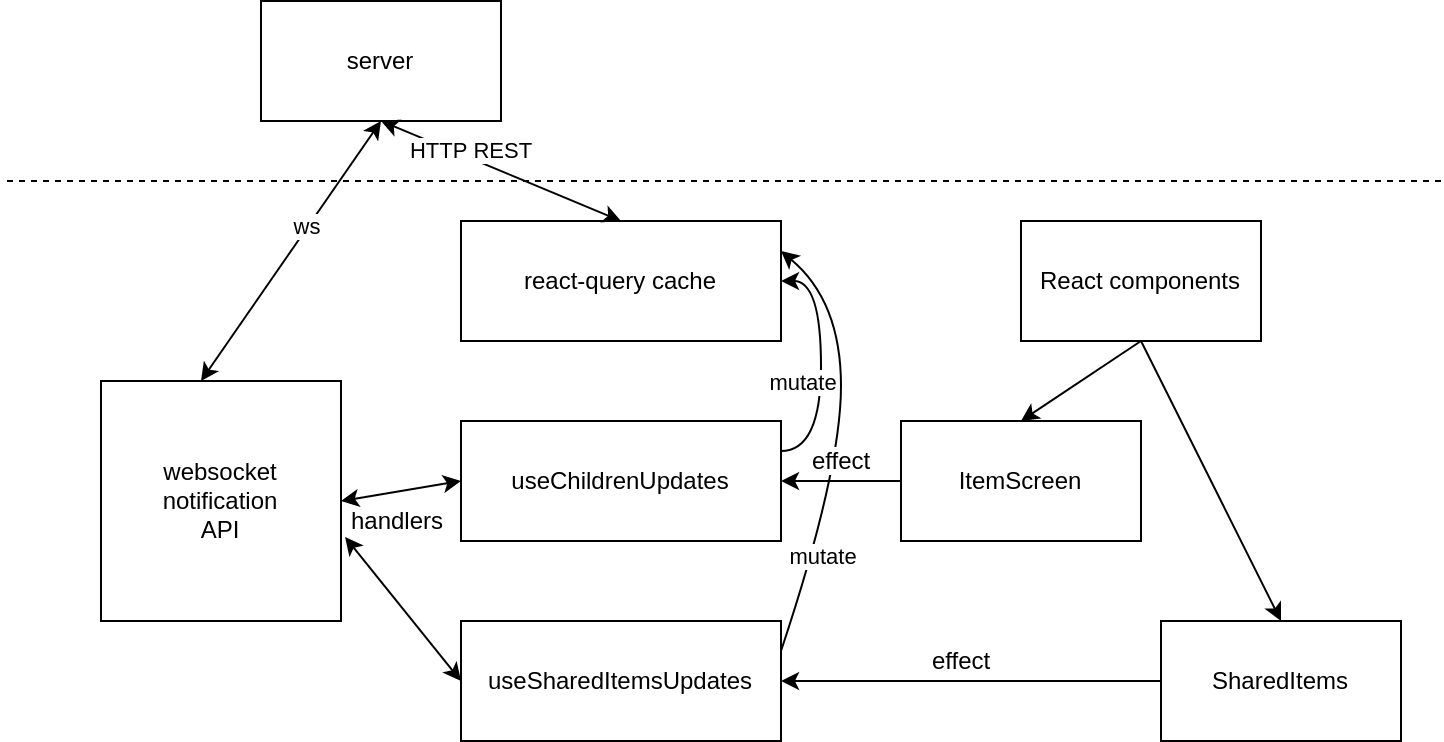 server
HTTP REST
ws
react-query cache
React components
mutate
websocket
notification
API
useChildrenUpdates
effect
ItemScreen
handlers
mutate
useSharedItemsUpdates
effect
SharedItems